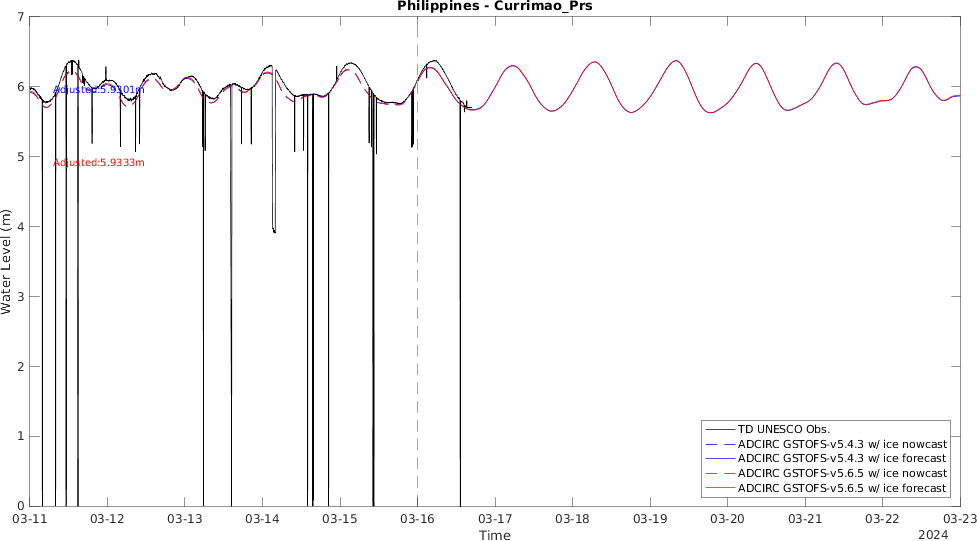 Philippines - Currimao_Prs
7
6
5
4
3
2
1
0
Water Level (m)
Adjusted:5.9301m
Adjusted:5.9333m
TD UNESCO Obs.
ADCIRC GSTOFS-v5.4.3 w/ ice nowcast
ADCIRC GSTOFS-v5.4.3 w/ ice forecast
ADCIRC GSTOFS-v5.6.5 w/ ice nowcast
ADCIRC GSTOFS-v5.6.5 w/ ice forecast
03-11 03-12 03-13 03-14 03-15 03-16 03-17 03-18 03-19 03-20 03-21 03-22 03-23
Time
2024